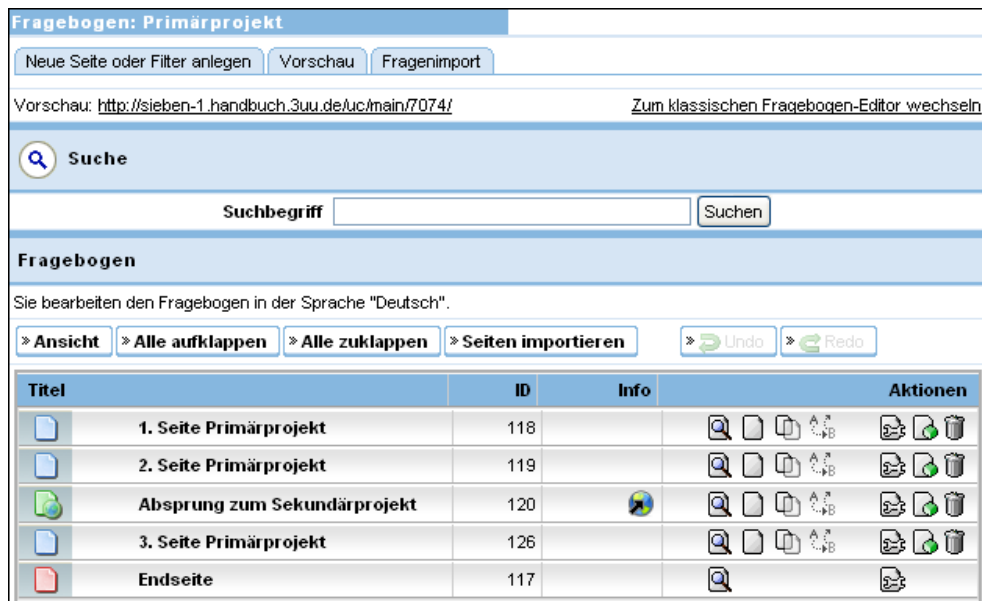 Fragebogen: Primärprojekt
Neue Seite oder Filter anlegen Vorschau Fragenimport
Vorschau: http://sieben-1.handbuch.3uu.de/uc/main/7074/ Zum klassischen Fragebogen-Editor wechseln
Suche
Suchbegriff Suchen
Fragebogen
Sie bearbeiten den Fragebogen in der Sprache "Deutsch".
» Ansicht » Alle aufklappen » Alle zuklappen » Seiten importieren » Undo » Redo
Titel ID Info Aktionen
1. Seite Primärprojekt 118
2. Seite Primärprojekt 119
Absprung zum Sekundärprojekt 120
3. Seite Primärprojekt 126
Endseite 117